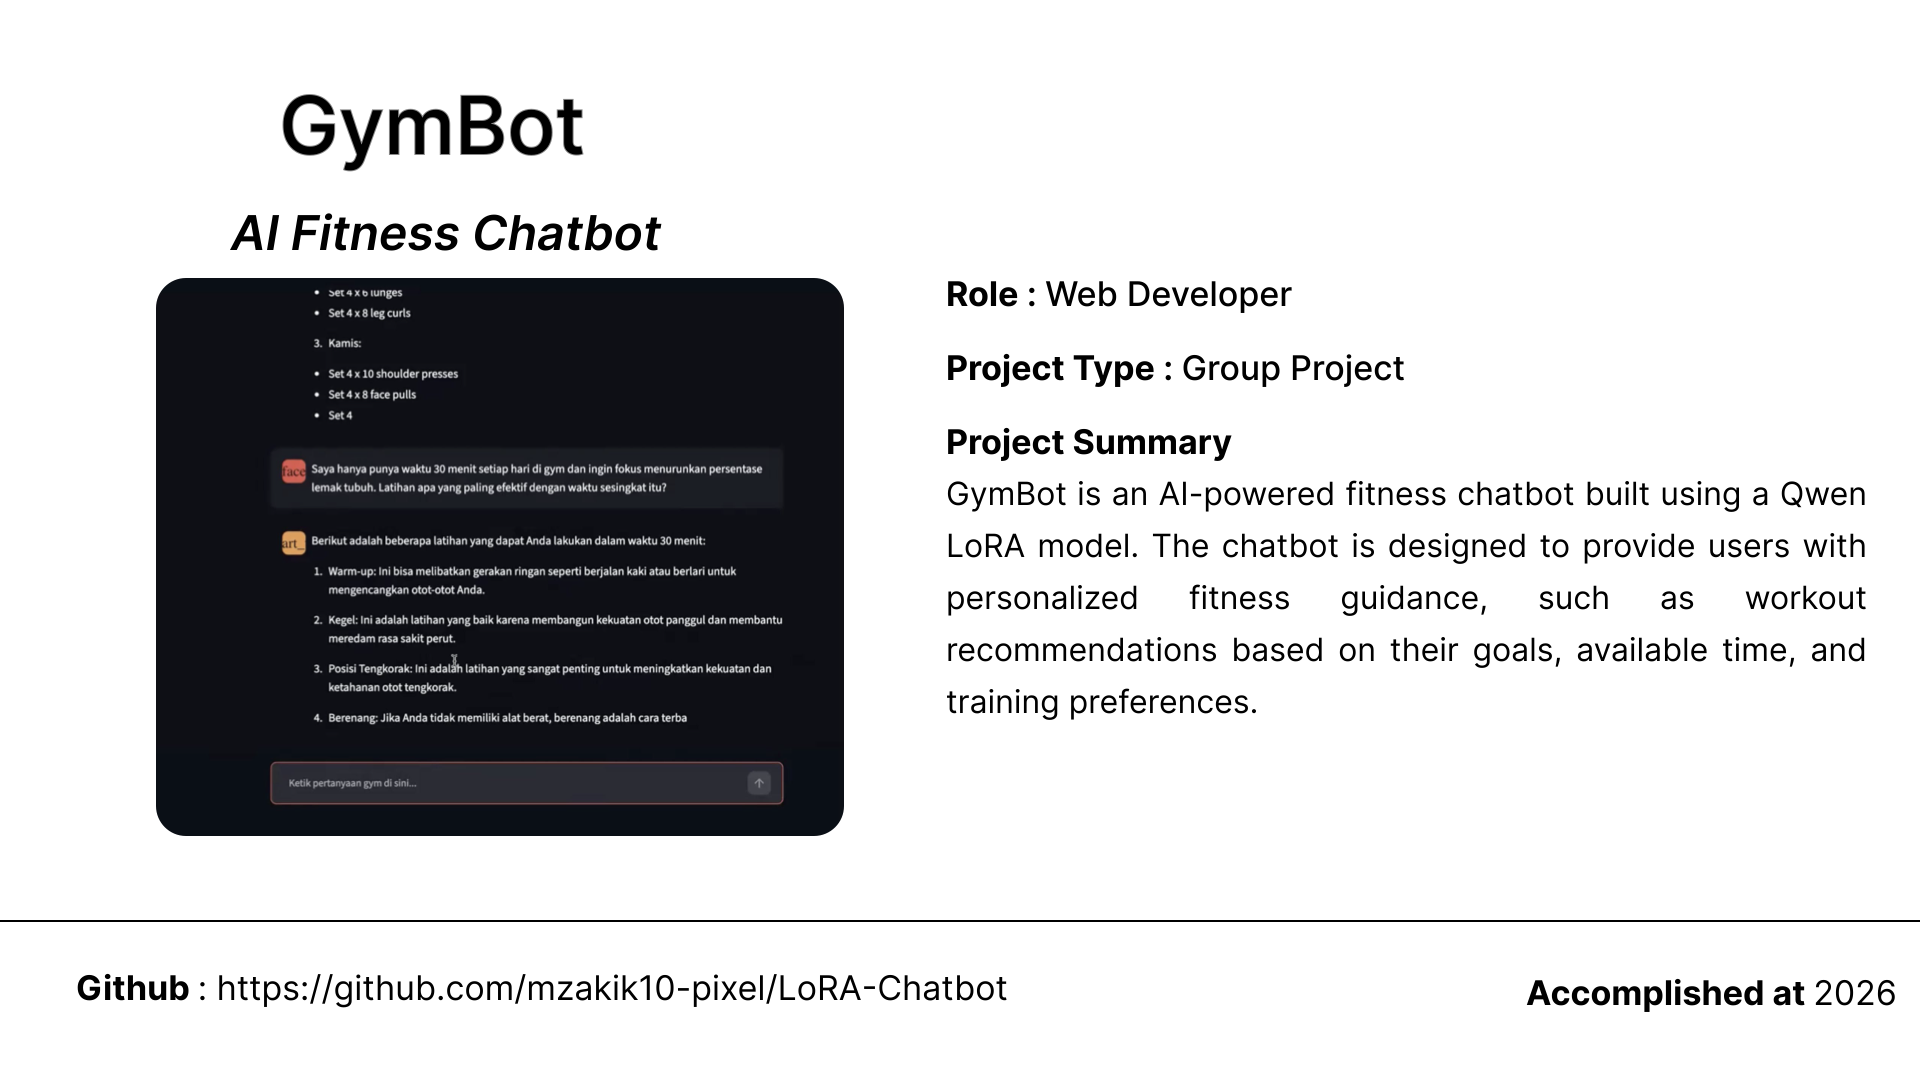 GymBot
AI Fitness Chatbot
Set 4 x 6 lunges
Set 4 x 8 leg curls
3. Kamis:
Set 4 x 10 shoulder presses
Set 4 x 8 face pulls
Set 4
face
Saya hanya punya waktu 30 menit setiap hari di gym dan ingin fokus menurunkan persentase
lemak tubuh. Latihan apa yang paling efektif dengan waktu sesingkat itu?
art_
Berikut adalah beberapa latihan yang dapat Anda lakukan dalam waktu 30 menit:
1. Warm-up: Ini bisa melibatkan gerakan ringan seperti berjalan kaki atau berlari untuk
mengencangkan otot-otot Anda.
2. Kegel: Ini adalah latihan yang baik karena membangun kekuatan otot panggul dan membantu
meredam rasa sakit perut.
3. Posisi Tengkorak: Ini adalah latihan yang sangat penting untuk meningkatkan kekuatan dan
ketahanan otot tengkorak.
4. Berenang: Jika Anda tidak memiliki alat berat, berenang adalah cara terba
Ketik pertanyaan gym di sini...
Role : Web Developer
Project Type : Group Project
Project Summary
GymBot is an AI-powered fitness chatbot built using a Qwen
LoRA model. The chatbot is designed to provide users with
personalized fitness guidance, such as workout
recommendations based on their goals, available time, and
training preferences.
Github : https://github.com/mzakik10-pixel/LoRA-Chatbot
Accomplished at 2026